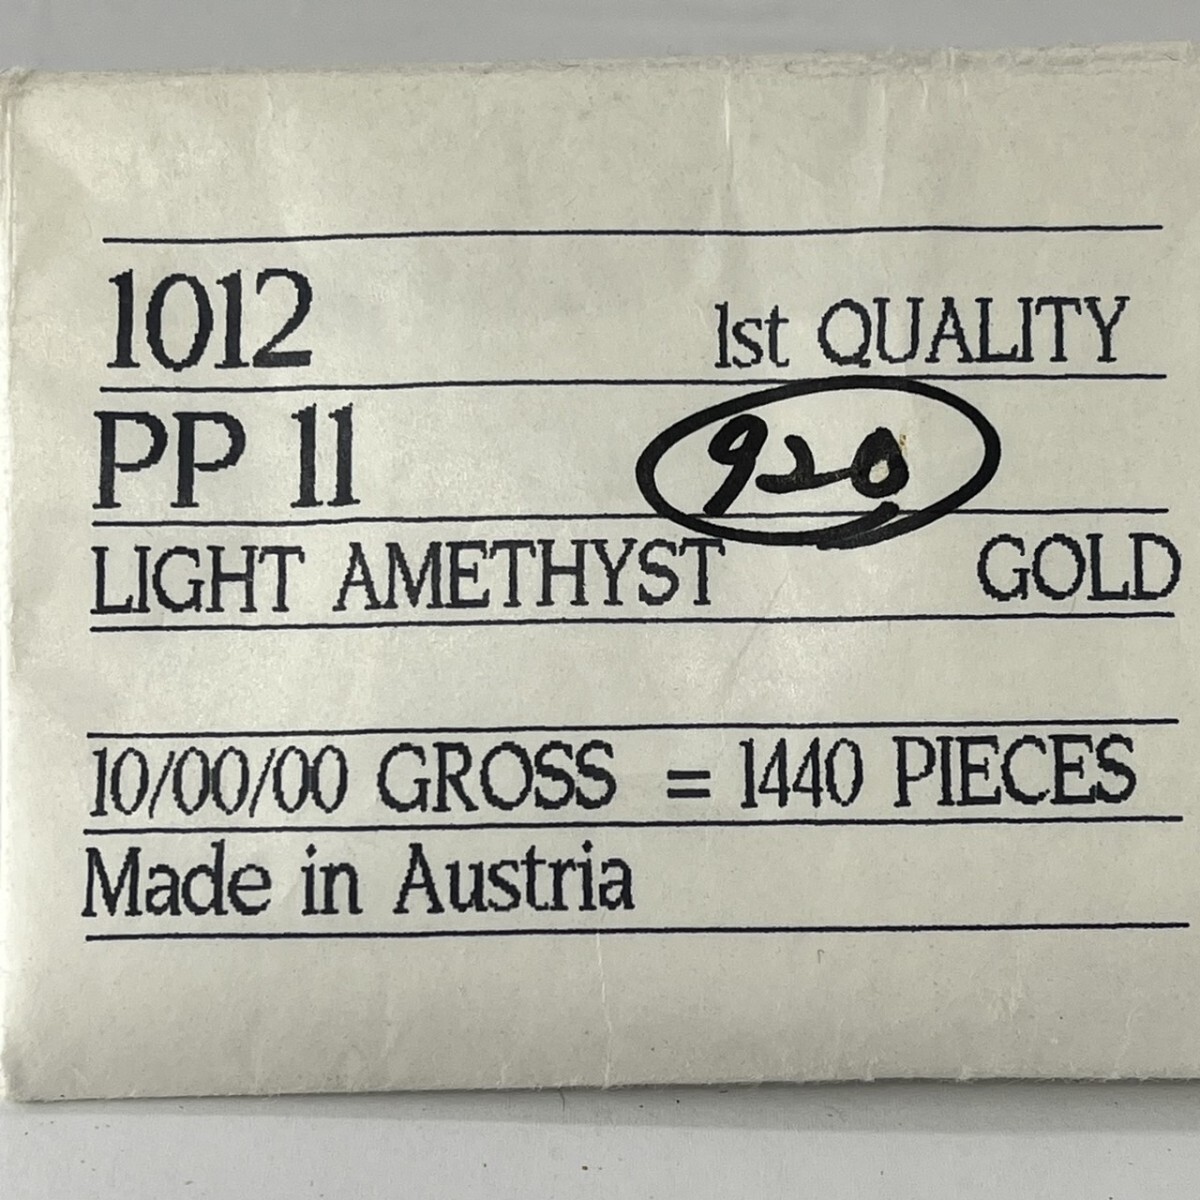 1012 1st QUALITY
PP 11 920
LIGHT AMETHYST GOLD
10/00/00 GROSS = 1440 PIECES
Made in Austria